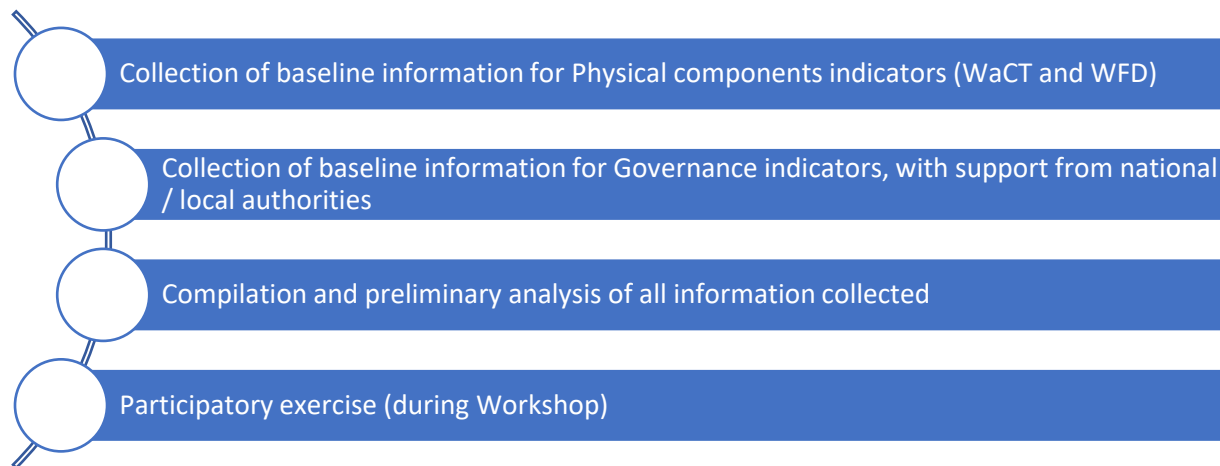 Collection of baseline information for Physical components indicators (WaCT and WFD)
Collection of baseline information for Governance indicators, with support from national
/ local authorities
Compilation and preliminary analysis of all information collected
Participatory exercise (during Workshop)